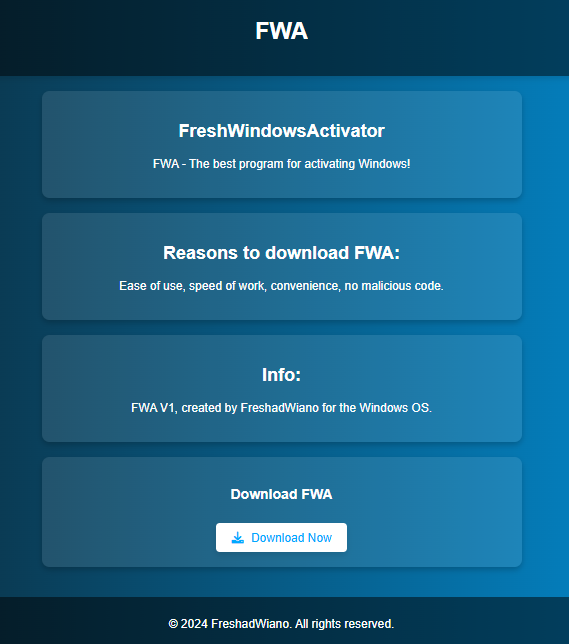 FWA
FreshWindowsActivator
FWA - The best program for activating Windows!
Reasons to download FWA:
Ease of use, speed of work, convenience, no malicious code.
Info:
FWA V1, created by FreshadWiano for the Windows OS.
Download FWA
Download Now
© 2024 FreshadWiano. All rights reserved.